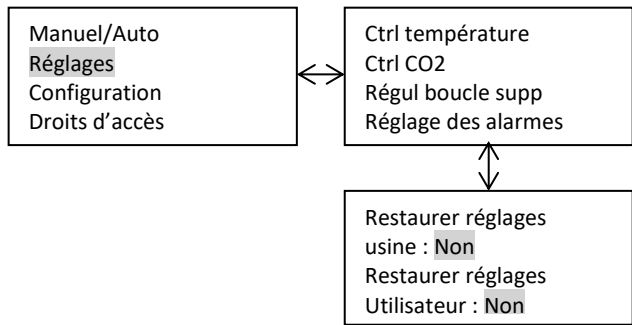 Manuel/Auto
Réglages
Configuration
Droits d’accès
Ctrl température
Ctrl CO2
Régul boucle supp
Réglage des alarmes
Restaurer réglages
usine : Non
Restaurer réglages
Utilisateur : Non